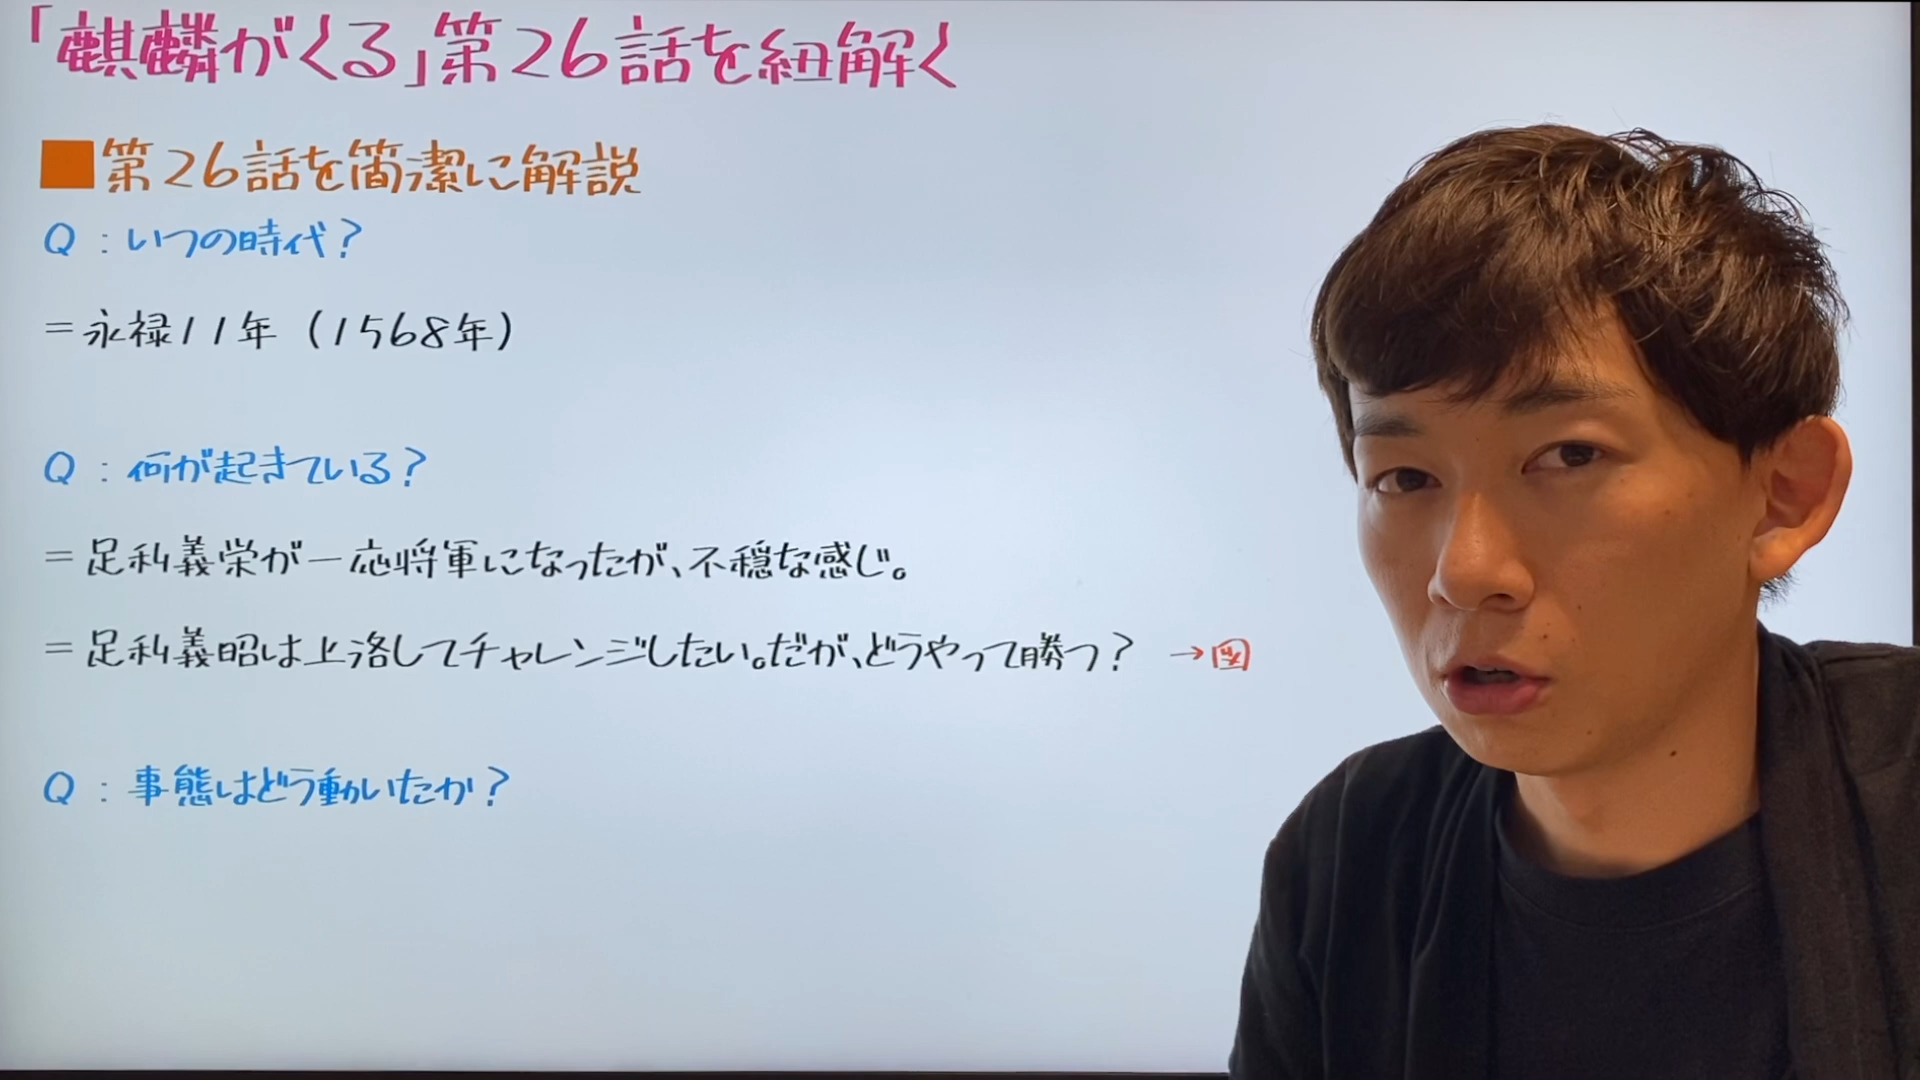 「麒麟がくる」第26話を紐解く
■第26話を簡潔に解説
Q:いつの時代?
=永禄11年(1568年)
Q:何が起きている?
=足利義栄が一応将軍になったが、不穏な感じ。
=足利義昭は上洛してチャレンジしたい。だが、どうやって勝つ? →図
Q:事態はどう動いたか?